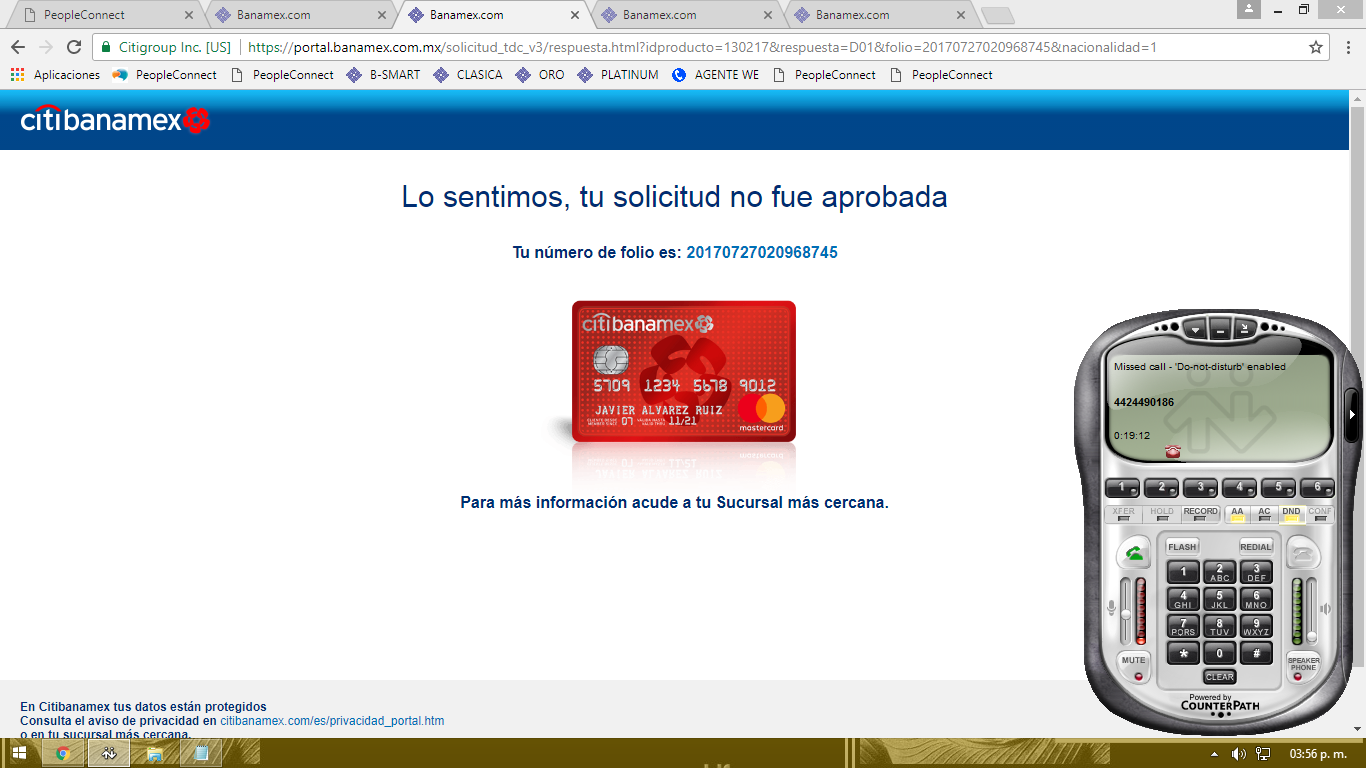 PeopleConnect
Banamex.com
Banamex.com
Banamex.com
Banamex.com
Citigroup Inc. [US]
https://portal.banamex.com.mx/solicitud_tdc_v3/respuesta.html?idproducto=130217&respuesta=D01&folio=20170727020968745&nacionalidad=1
Aplicaciones
PeopleConnect
PeopleConnect
B-SMART
CLASICA
ORO
PLATINUM
AGENTE WE
PeopleConnect
PeopleConnect
citibanamex
Lo sentimos, tu solicitud no fue aprobada
Tu número de folio es: 20170727020968745
citibanamex
5709 1234 5678 9012
JAVIER ALVAREZ RUIZ
07
11/21
mastercard
Para más información acude a tu Sucursal más cercana.
En Citibanamex tus datos están protegidos
Consulta el aviso de privacidad en citibanamex.com/es/privacidad_portal.htm
o en tu sucursal más cercana.
Missed call - 'Do-not-disturb' enabled
4424490186
0:19:12
1 2 3 4 5 6
XFER HOLD RECORD AA AC DND CONF
FLASH REDIAL
1 2 ABC 3 DEF
4 GHI 5 JKL 6 MNO
7 PQRS 8 TUV 9 WXYZ
* 0 #
MUTE
SPEAKER PHONE
CLEAR
Powered by
COUNTERPATH
03:56 p. m.